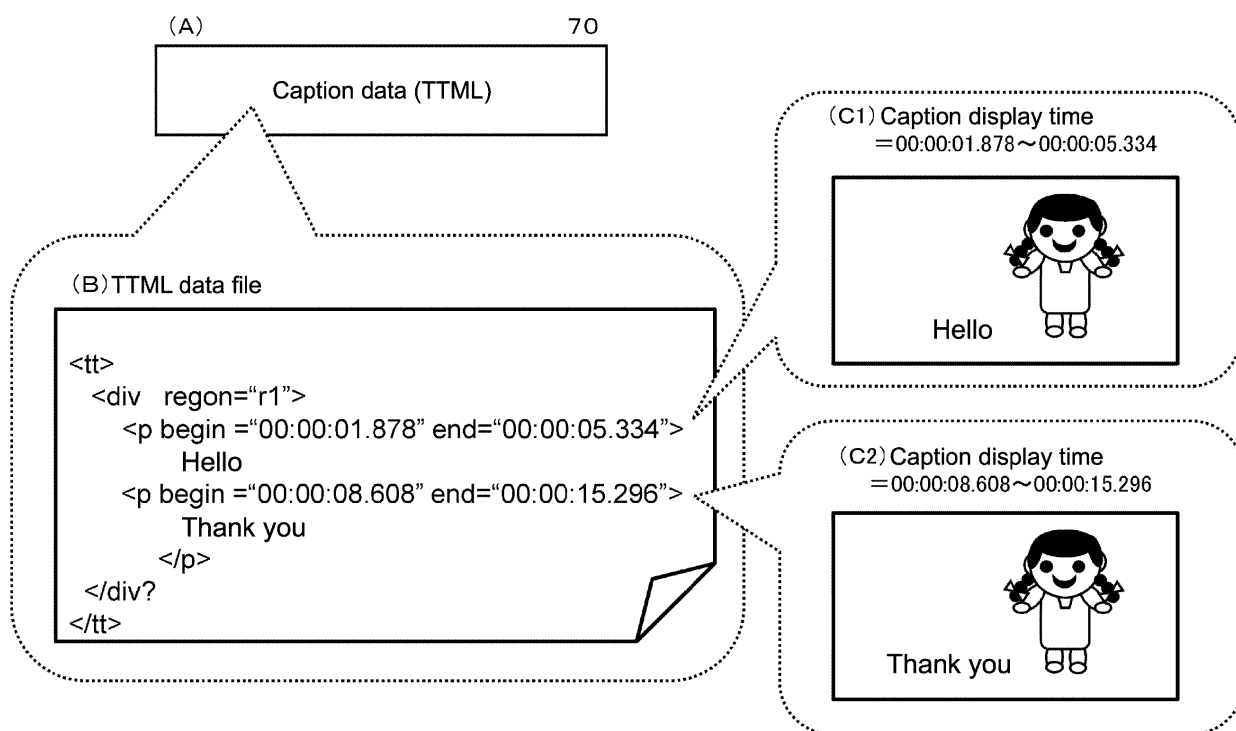 (A) 70
Caption data (TTML)
(B) TTML data file
<tt>
<div regon=“r1”>
<p begin =“00:00:01.878” end=“00:00:05.334”>
Hello
<p begin =“00:00:08.608” end=“00:00:15.296”>
Thank you
</p>
</div?
</tt>
(C1) Caption display time
=00:00:01.878~00:00:05.334
Hello
(C2) Caption display time
=00:00:08.608~00:00:15.296
Thank you